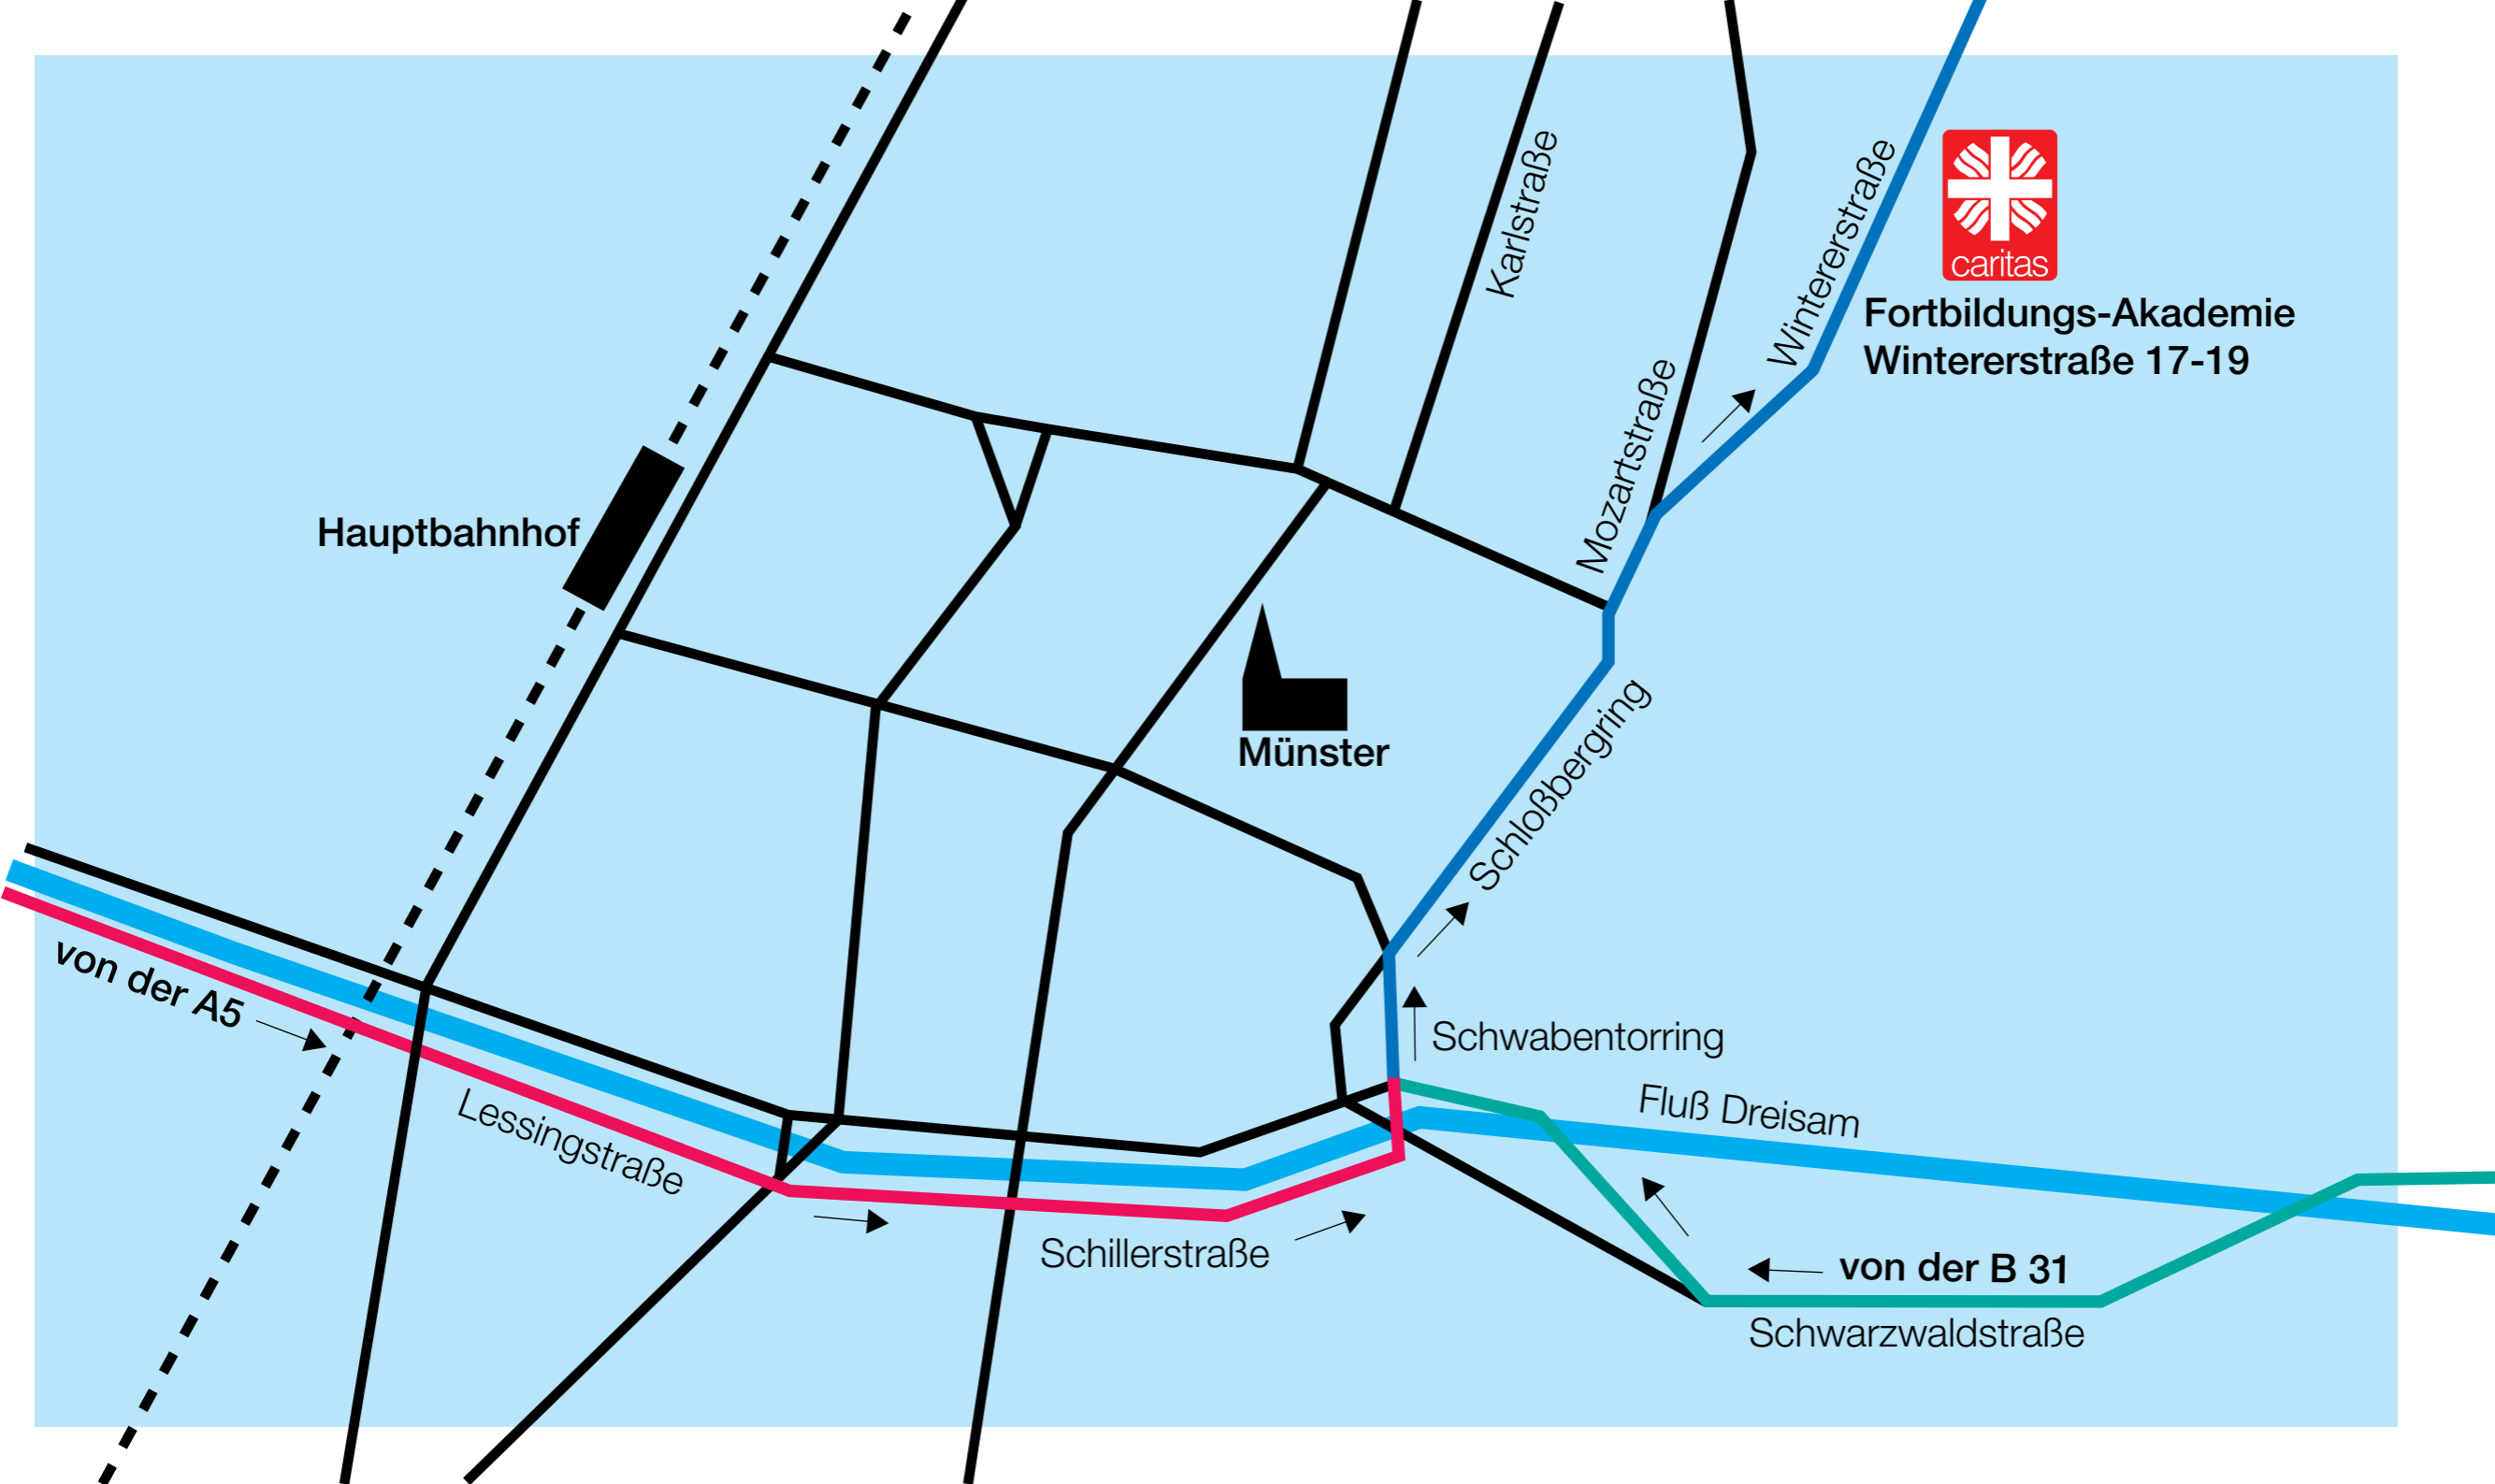 Karlstraße
Wintererstraße
caritas
Fortbildungs-Akademie
Wintererstraße 17-19
Mozartstraße
Hauptbahnhof
Münster
Schloßbergring
von der A5
Schwabentorring
Lessingstraße
Fluß Dreisam
Schillerstraße
von der B 31
Schwarzwaldstraße